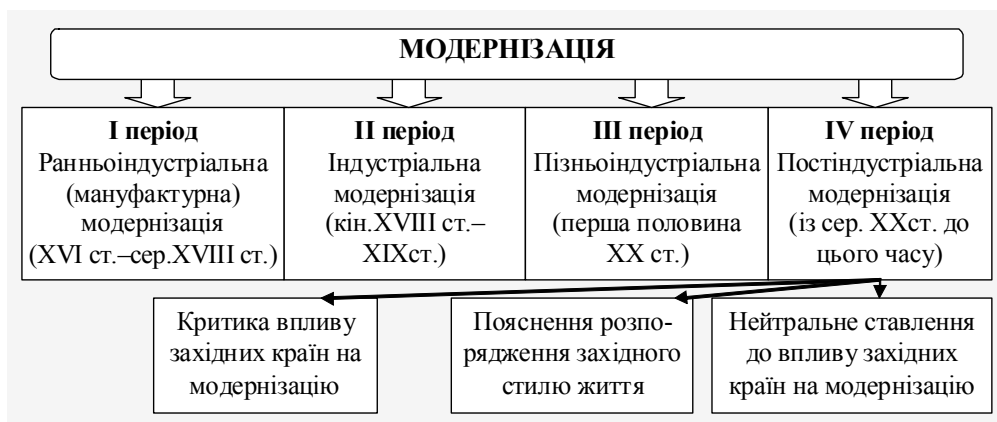 МОДЕРНІЗАЦІЯ
І період
Ранньоіндустріальна
(мануфактурна)
модернізація
(XVI ст.–сер.XVIII ст.)
ІІ період
Індустріальна
модернізація
(кін.XVIII ст.–
XIXст.)
ІІІ період
Пізньоіндустріальна
модернізація
(перша половина
XX ст.)
IV період
Постіндустріальна
модернізація
(із сер. XXст. до
цього часу)
Критика впливу
західних країн на
модернізацію
Пояснення розпо-
рядження західного
стилю життя
Нейтральне ставлення
до впливу західних
країн на модернізацію